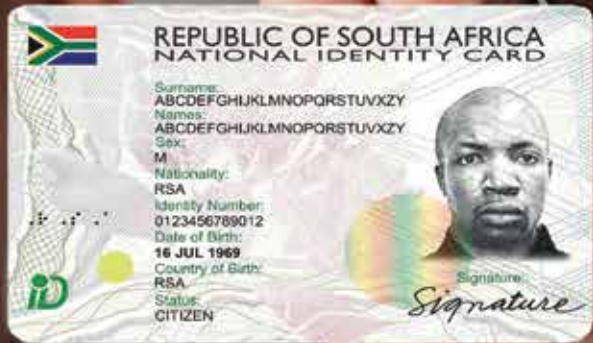 REPUBLIC OF SOUTH AFRICA
NATIONAL IDENTITY CARD
Surname:
ABCDEFGHIJKLMNOPQRSTUVXZY
Names:
ABCDEFGHIJKLMNOPQRSTUVXZY
Sex:
M
Nationality:
RSA
Identity Number:
0123456789012
Date of Birth:
16 JUL 1969
Country of Birth:
RSA
Status:
CITIZEN
Signature:
Signature
iD